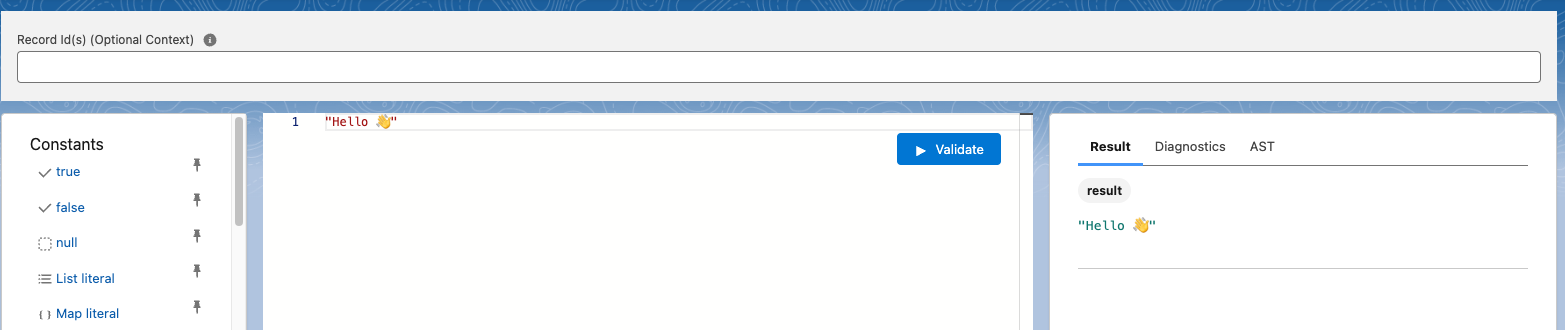 Record Id(s) (Optional Context)
Constants
true
false
null
List literal
{ } Map literal
1 "Hello 👋"
Validate
Result Diagnostics AST
result
"Hello 👋"